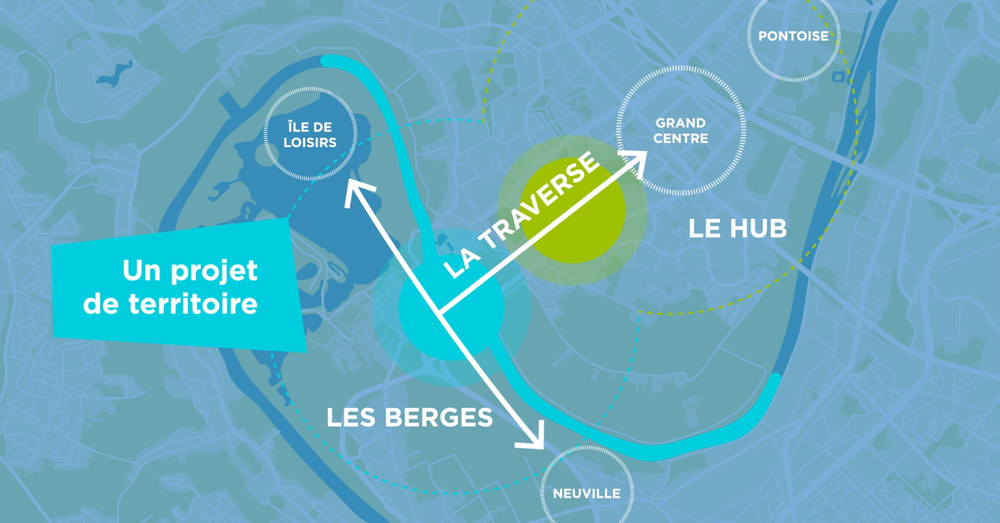 PONTOISE
ÎLE DE
LOISIRS
GRAND
CENTRE
LA TRAVERSE
LE HUB
Un projet
de territoire
LES BERGES
NEUVILLE